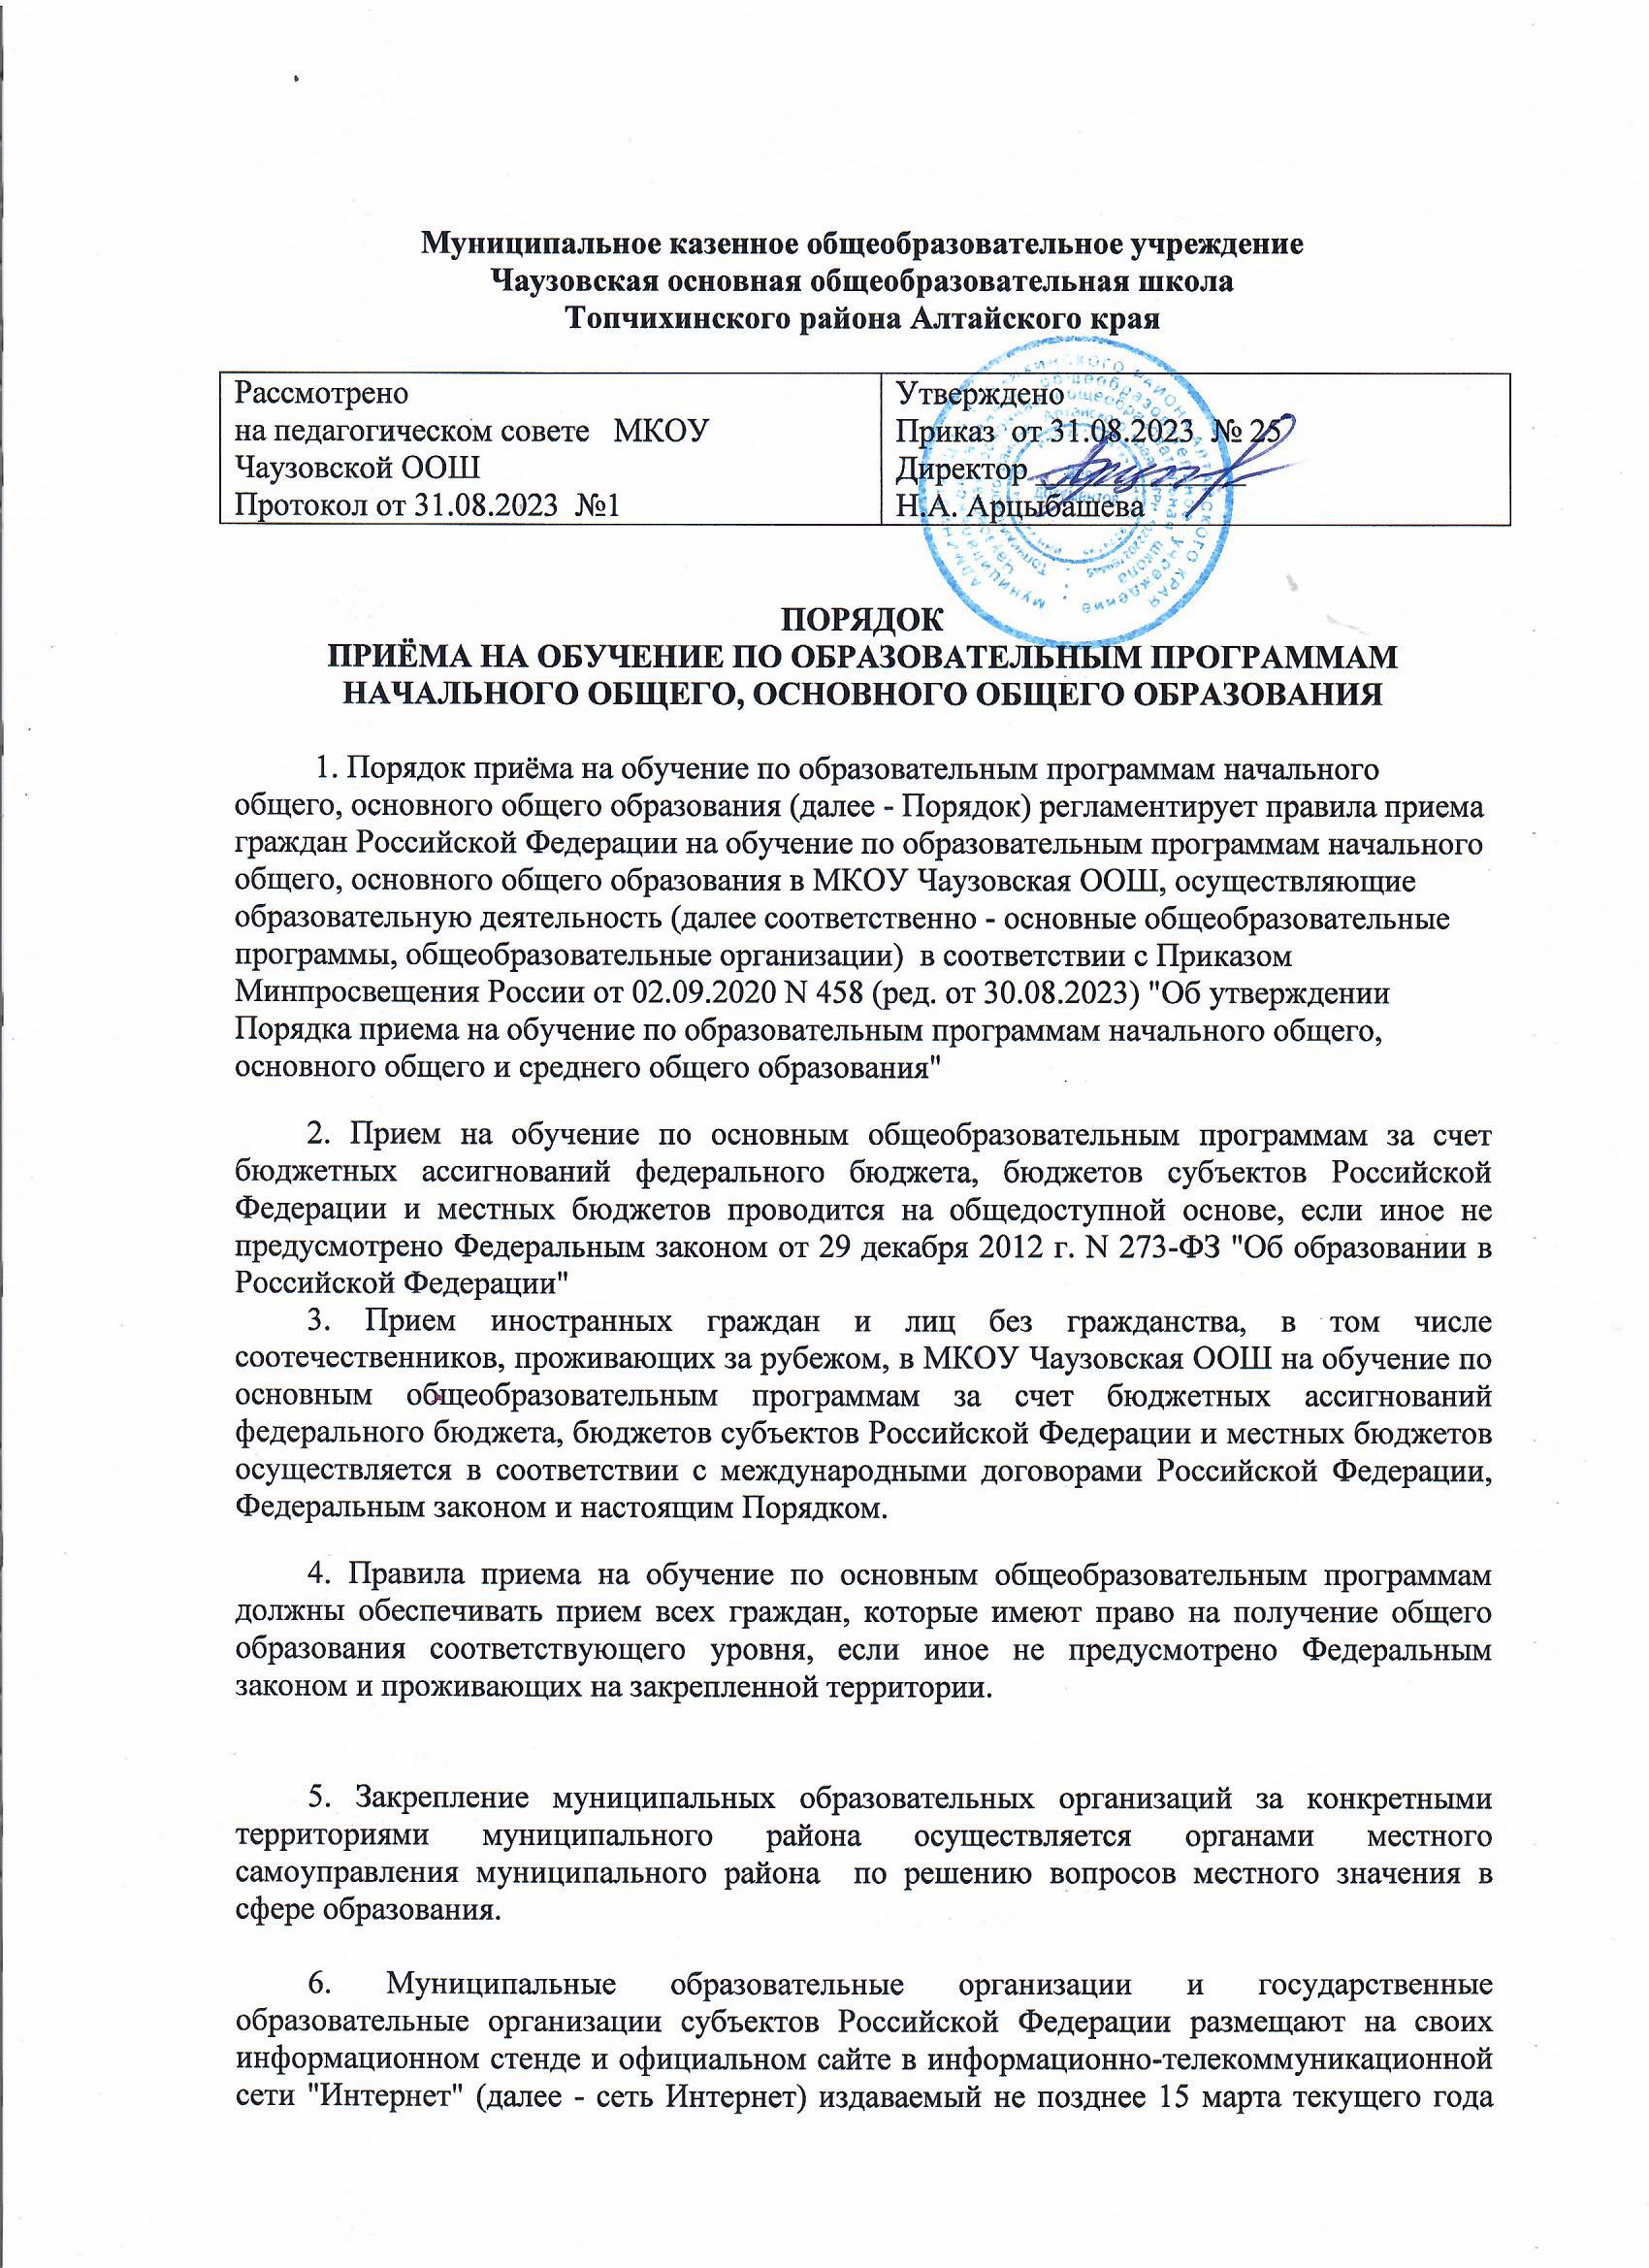 Муниципальное казенное общеобразовательное учреждение
Чаузовская основная общеобразовательная школа
Топчихинского района Алтайского края
Рассмотрено
на педагогическом совете МКОУ
Чаузовской ООШ
Протокол от 31.08.2023 №1
Утверждено
Приказ от 31.08.2023 № 25
Директор
Н.А. Арцыбашева
ПОРЯДОК
ПРИЁМА НА ОБУЧЕНИЕ ПО ОБРАЗОВАТЕЛЬНЫМ ПРОГРАММАМ
НАЧАЛЬНОГО ОБЩЕГО, ОСНОВНОГО ОБЩЕГО ОБРАЗОВАНИЯ
1. Порядок приёма на обучение по образовательным программам начального
общего, основного общего образования (далее - Порядок) регламентирует правила приема
граждан Российской Федерации на обучение по образовательным программам начального
общего, основного общего образования в МКОУ Чаузовская ООШ, осуществляющие
образовательную деятельность (далее соответственно - основные общеобразовательные
программы, общеобразовательные организации) в соответствии с Приказом
Минпросвещения России от 02.09.2020 N 458 (ред. от 30.08.2023) "Об утверждении
Порядка приема на обучение по образовательным программам начального общего,
основного общего и среднего общего образования"
2. Прием на обучение по основным общеобразовательным программам за счет
бюджетных ассигнований федерального бюджета, бюджетов субъектов Российской
Федерации и местных бюджетов проводится на общедоступной основе, если иное не
предусмотрено Федеральным законом от 29 декабря 2012 г. N 273-ФЗ "Об образовании в
Российской Федерации"
3. Прием иностранных граждан и лиц без гражданства, в том числе
соотечественников, проживающих за рубежом, в МКОУ Чаузовская ООШ на обучение по
основным общеобразовательным программам за счет бюджетных ассигнований
федерального бюджета, бюджетов субъектов Российской Федерации и местных бюджетов
осуществляется в соответствии с международными договорами Российской Федерации,
Федеральным законом и настоящим Порядком.
4. Правила приема на обучение по основным общеобразовательным программам
должны обеспечивать прием всех граждан, которые имеют право на получение общего
образования соответствующего уровня, если иное не предусмотрено Федеральным
законом и проживающих на закрепленной территории.
5. Закрепление муниципальных образовательных организаций за конкретными
территориями муниципального района осуществляется органами местного
самоуправления муниципального района по решению вопросов местного значения в
сфере образования.
6. Муниципальные образовательные организации и государственные
образовательные организации субъектов Российской Федерации размещают на своих
информационном стенде и официальном сайте в информационно-телекоммуникационной
сети "Интернет" (далее - сеть Интернет) издаваемый не позднее 15 марта текущего года